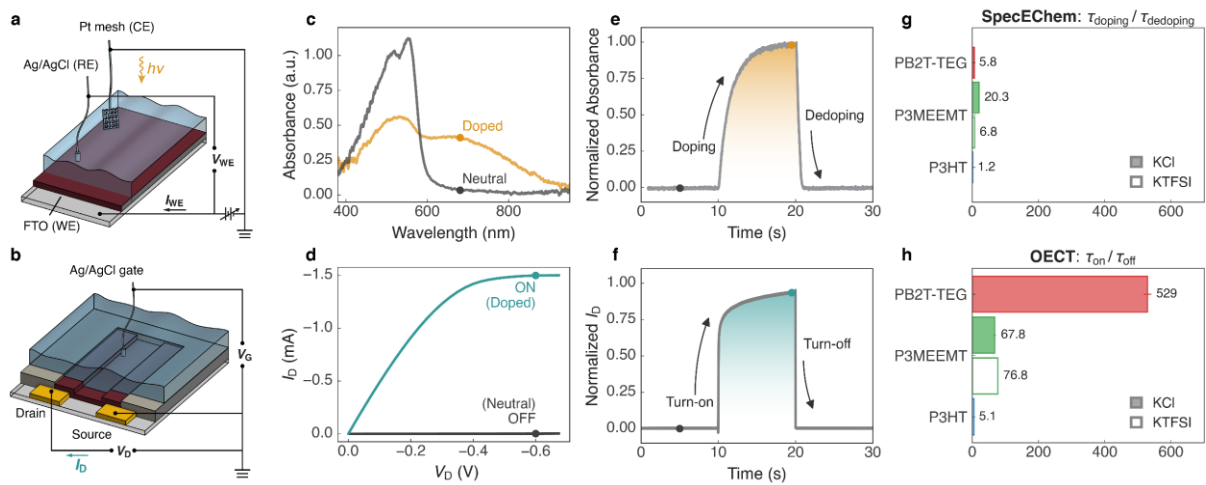 a
Pt mesh (CE)
Ag/AgCl (RE)
hν
V_WE
I_WE
FTO (WE)
b
Ag/AgCl gate
V_G
Drain
Source
V_D
I_D
c
Absorbance (a.u.)
1.00
0.75
0.50
0.25
0.00
Doped
Neutral
400
600
800
Wavelength (nm)
d
I_D (mA)
−1.5
−1.0
−0.5
0.0
ON
(Doped)
(Neutral)
OFF
0.0
−0.2
−0.4
−0.6
V_D (V)
e
Normalized Absorbance
1.00
0.75
0.50
0.25
0.00
Doping
Dedoping
0
10
20
30
Time (s)
f
Normalized I_D
1.00
0.75
0.50
0.25
0.00
Turn-on
Turn-off
0
10
20
30
Time (s)
g
SpecEChem: τ_doping / τ_dedoping
PB2T-TEG
5.8
P3MEEMT
20.3
6.8
P3HT
1.2
KCl
KTFSI
0
200
400
600
h
OECT: τ_on / τ_off
PB2T-TEG
529
P3MEEMT
67.8
76.8
P3HT
5.1
KCl
KTFSI
0
200
400
600